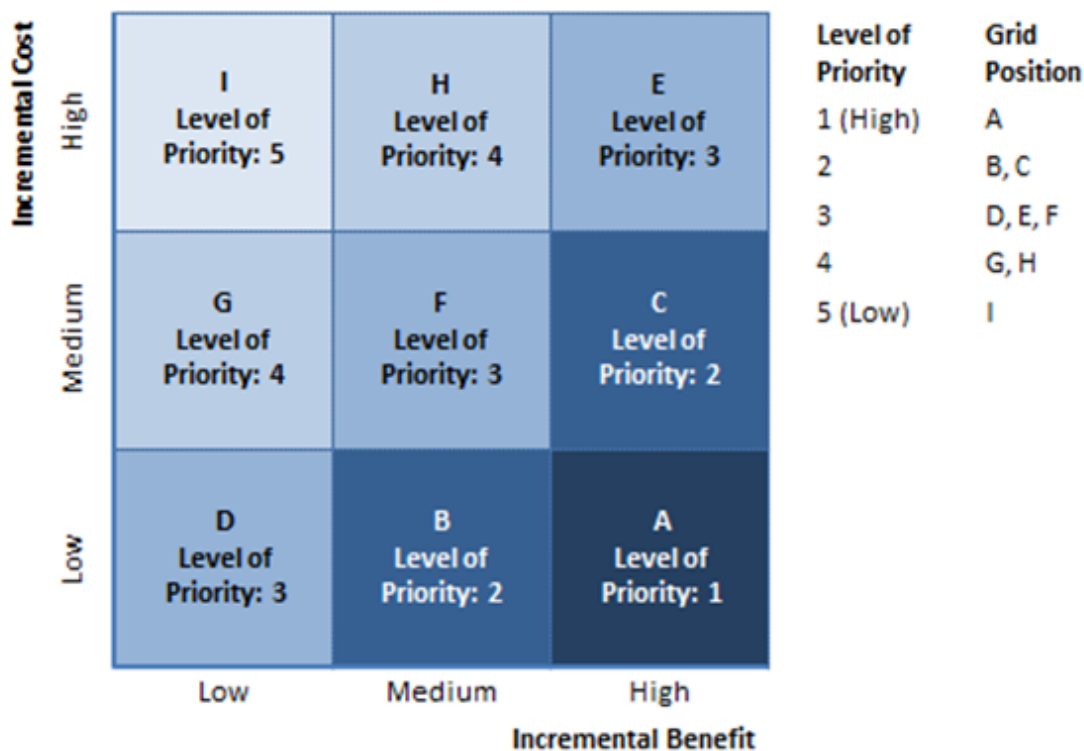 Incremental Cost
High
Medium
Low
I
Level of
Priority: 5
H
Level of
Priority: 4
E
Level of
Priority: 3
G
Level of
Priority: 4
F
Level of
Priority: 3
C
Level of
Priority: 2
D
Level of
Priority: 3
B
Level of
Priority: 2
A
Level of
Priority: 1
Low Medium High
Incremental Benefit
Level of Grid
Priority Position
1 (High) A
2 B, C
3 D, E, F
4 G, H
5 (Low) I